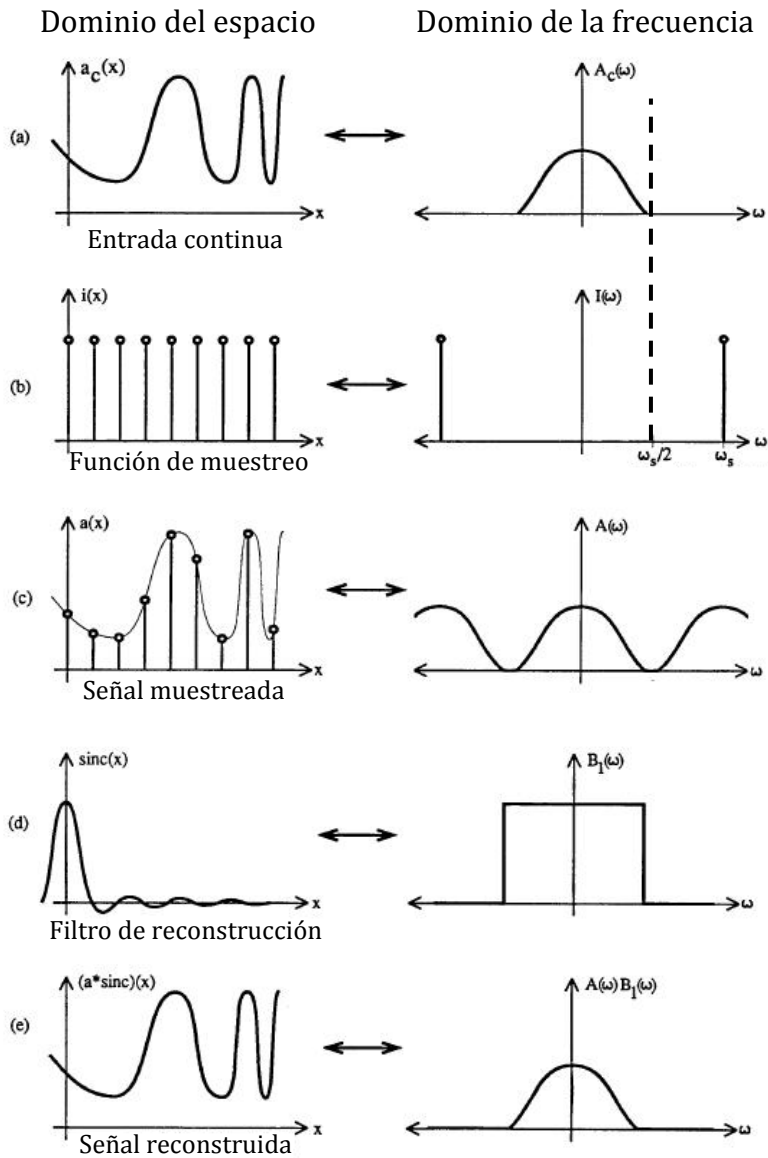 Dominio del espacio Dominio de la frecuencia
a_c(x) A_c(ω)
(a)
x ω
Entrada continua
i(x) I(ω)
(b)
x ω
Función de muestreo ω_s/2 ω_s
a(x) A(ω)
(c)
x ω
Señal muestreada
sinc(x) B_1(ω)
(d)
x ω
Filtro de reconstrucción
(a*sinc)(x) A(ω)B_1(ω)
(e)
x ω
Señal reconstruida